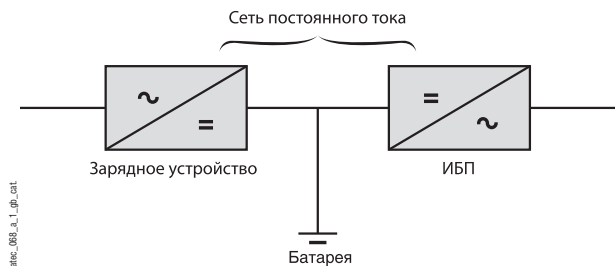 Сеть постоянного тока
Зарядное устройство
ИБП
Батарея
atec_068_a_1_gb_cat.